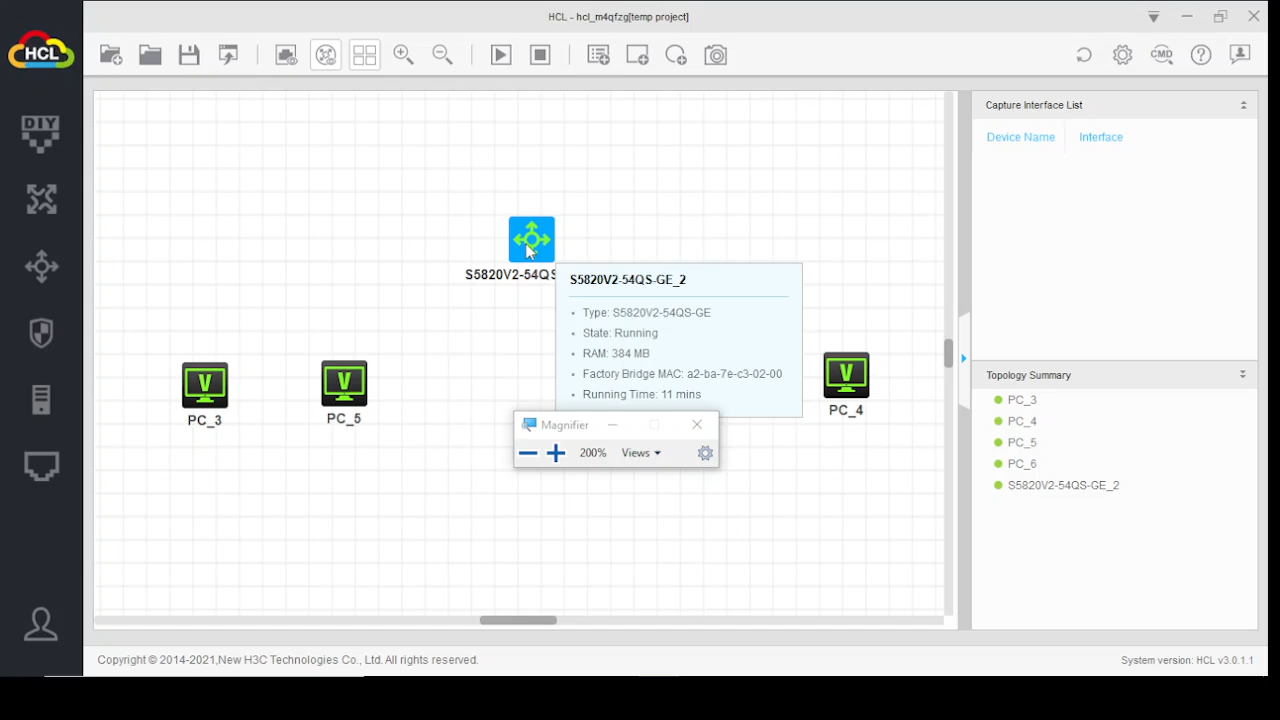 HCL - hcl_m4qfzg[temp project]
HCL
CMD
DIY
Capture Interface List
Device Name Interface
S5820V2-54QS
S5820V2-54QS-GE_2
• Type: S5820V2-54QS-GE
• State: Running
• RAM: 384 MB
• Factory Bridge MAC: a2-ba-7e-c3-02-00
• Running Time: 11 mins
V
PC_3
V
PC_5
V
PC_4
Magnifier
200% Views
Topology Summary
PC_3
PC_4
PC_5
PC_6
S5820V2-54QS-GE_2
Copyright © 2014-2021,New H3C Technologies Co., Ltd. All rights reserved.
System version: HCL v3.0.1.1